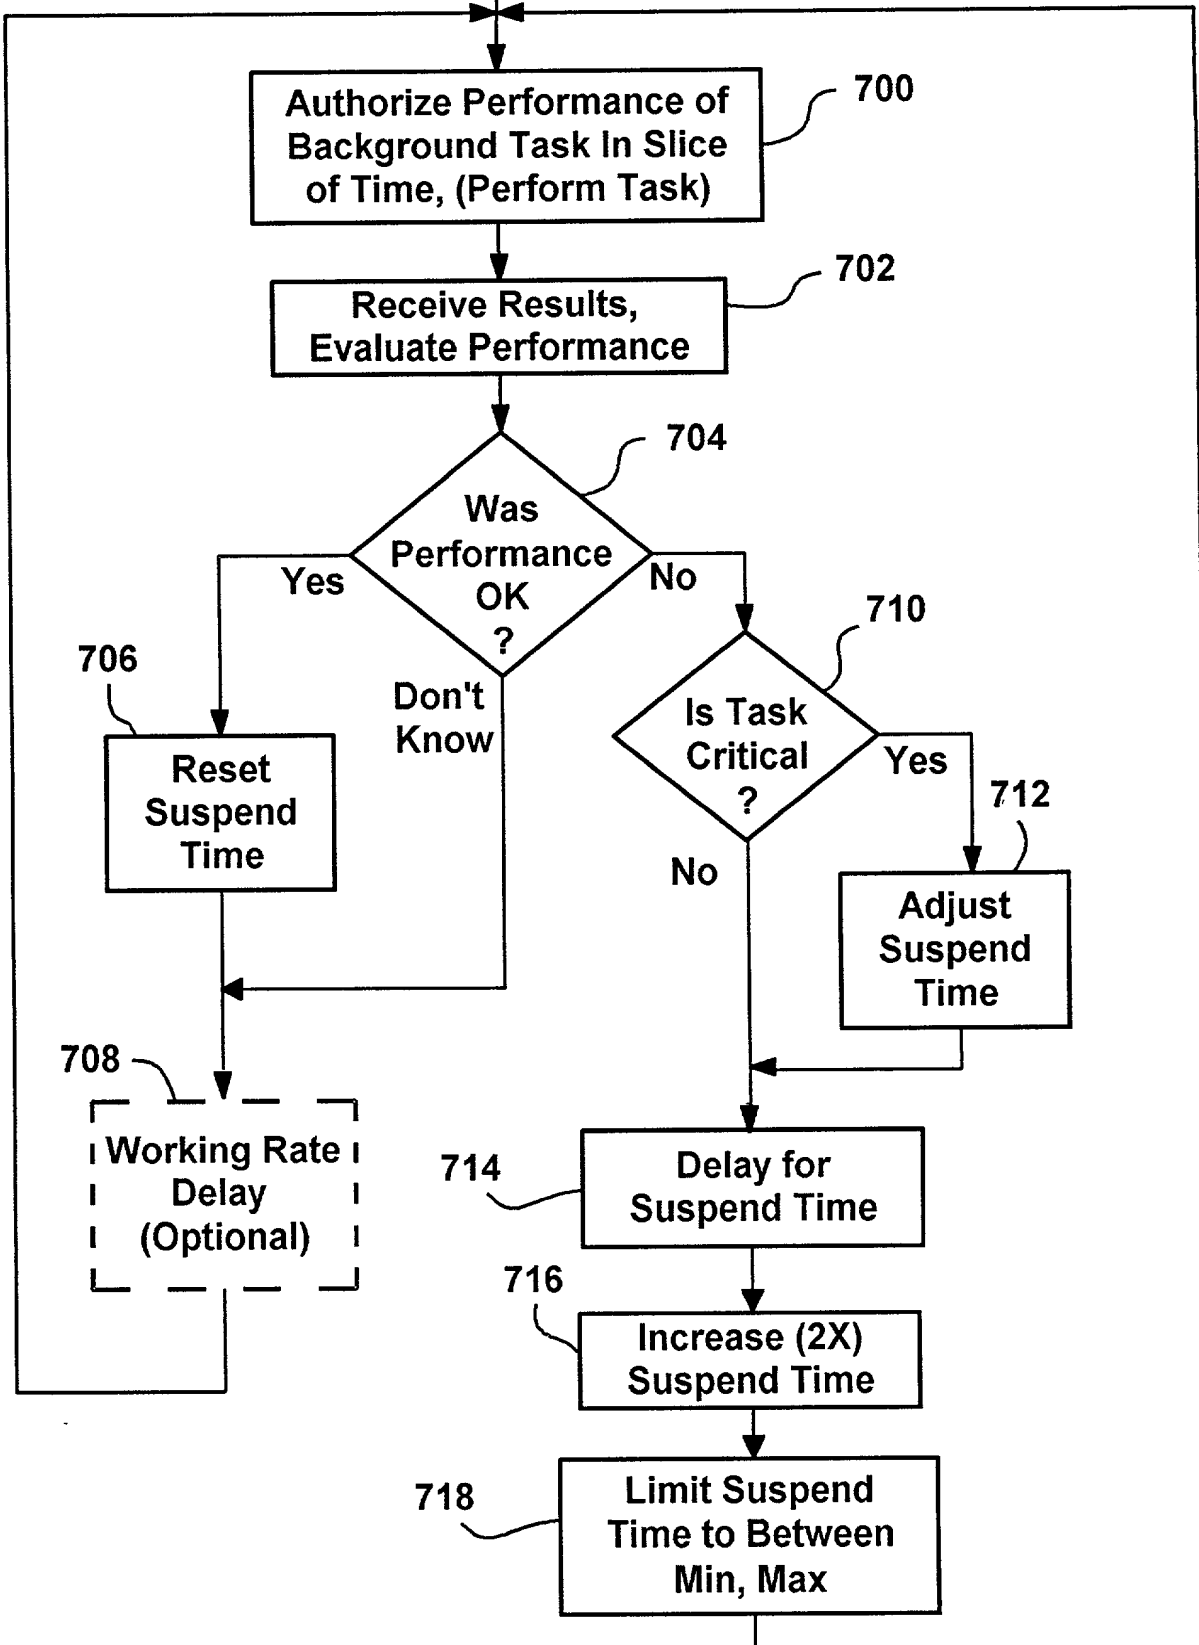 Authorize Performance of
Background Task In Slice
of Time, (Perform Task)
700
Receive Results,
Evaluate Performance
702
Was
Performance
OK
?
704
Yes
No
Don't
Know
706
Reset
Suspend
Time
710
Is Task
Critical
?
Yes
No
712
Adjust
Suspend
Time
708
Working Rate
Delay
(Optional)
714
Delay for
Suspend Time
716
Increase (2X)
Suspend Time
718
Limit Suspend
Time to Between
Min, Max